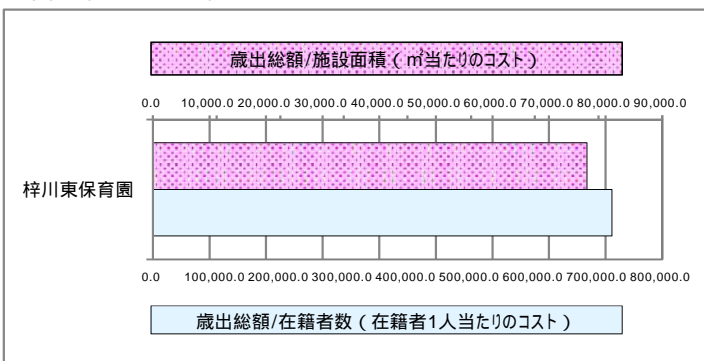 歳出総額/施設面積(㎡当たりのコスト)
0.0 10,000.0 20,000.0 30,000.0 40,000.0 50,000.0 60,000.0 70,000.0 80,000.0 90,000.0
梓川東保育園
0.0 100,000.0 200,000.0 300,000.0 400,000.0 500,000.0 600,000.0 700,000.0 800,000.0
歳出総額/在籍者数(在籍者1人当たりのコスト)